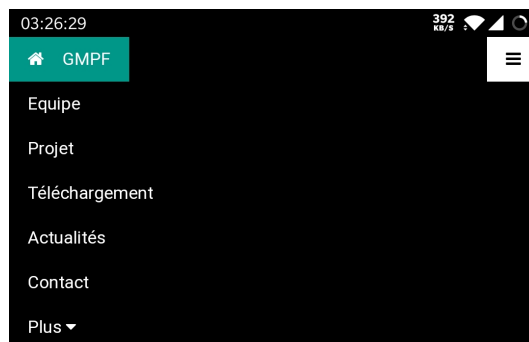 03:26:29 392
KB/S
GMPF
Equipe
Projet
Téléchargement
Actualités
Contact
Plus